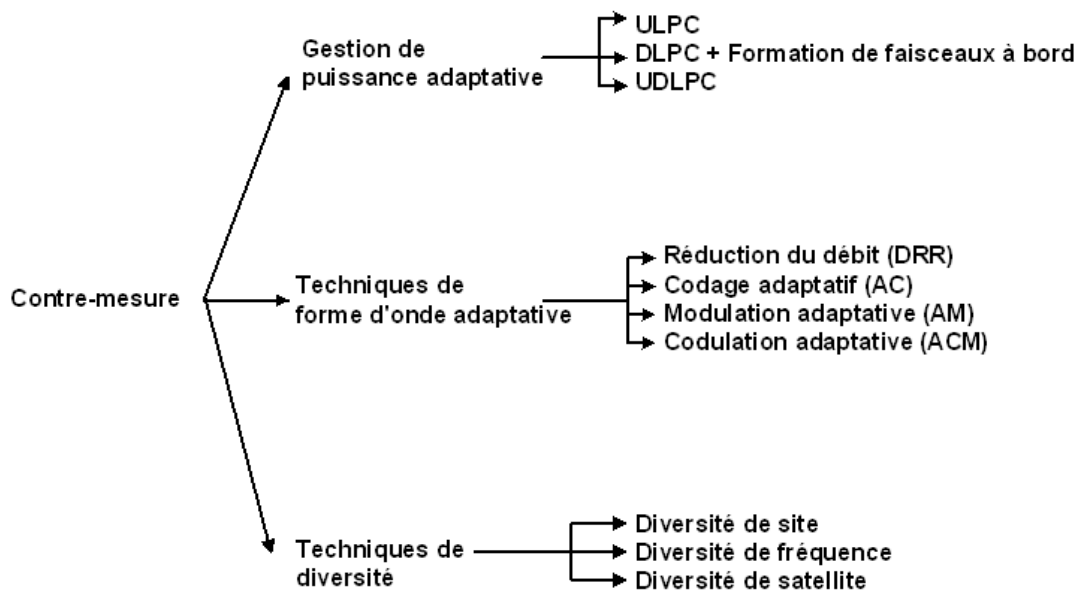 Gestion de
puissance adaptative
ULPC
DLPC + Formation de faisceaux à bord
UDLPC
Contre-mesure
Techniques de
forme d'onde adaptative
Réduction du débit (DRR)
Codage adaptatif (AC)
Modulation adaptative (AM)
Codulation adaptative (ACM)
Techniques de
diversité
Diversité de site
Diversité de fréquence
Diversité de satellite